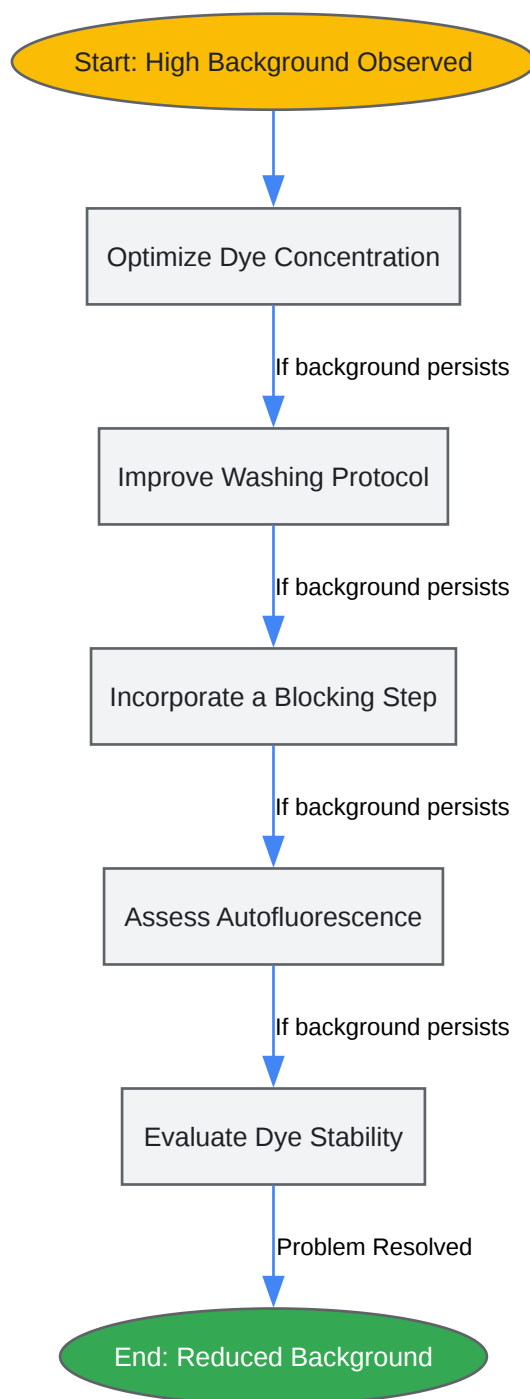 Start: High Background Observed
Optimize Dye Concentration
If background persists
Improve Washing Protocol
If background persists
Incorporate a Blocking Step
If background persists
Assess Autofluorescence
If background persists
Evaluate Dye Stability
Problem Resolved
End: Reduced Background